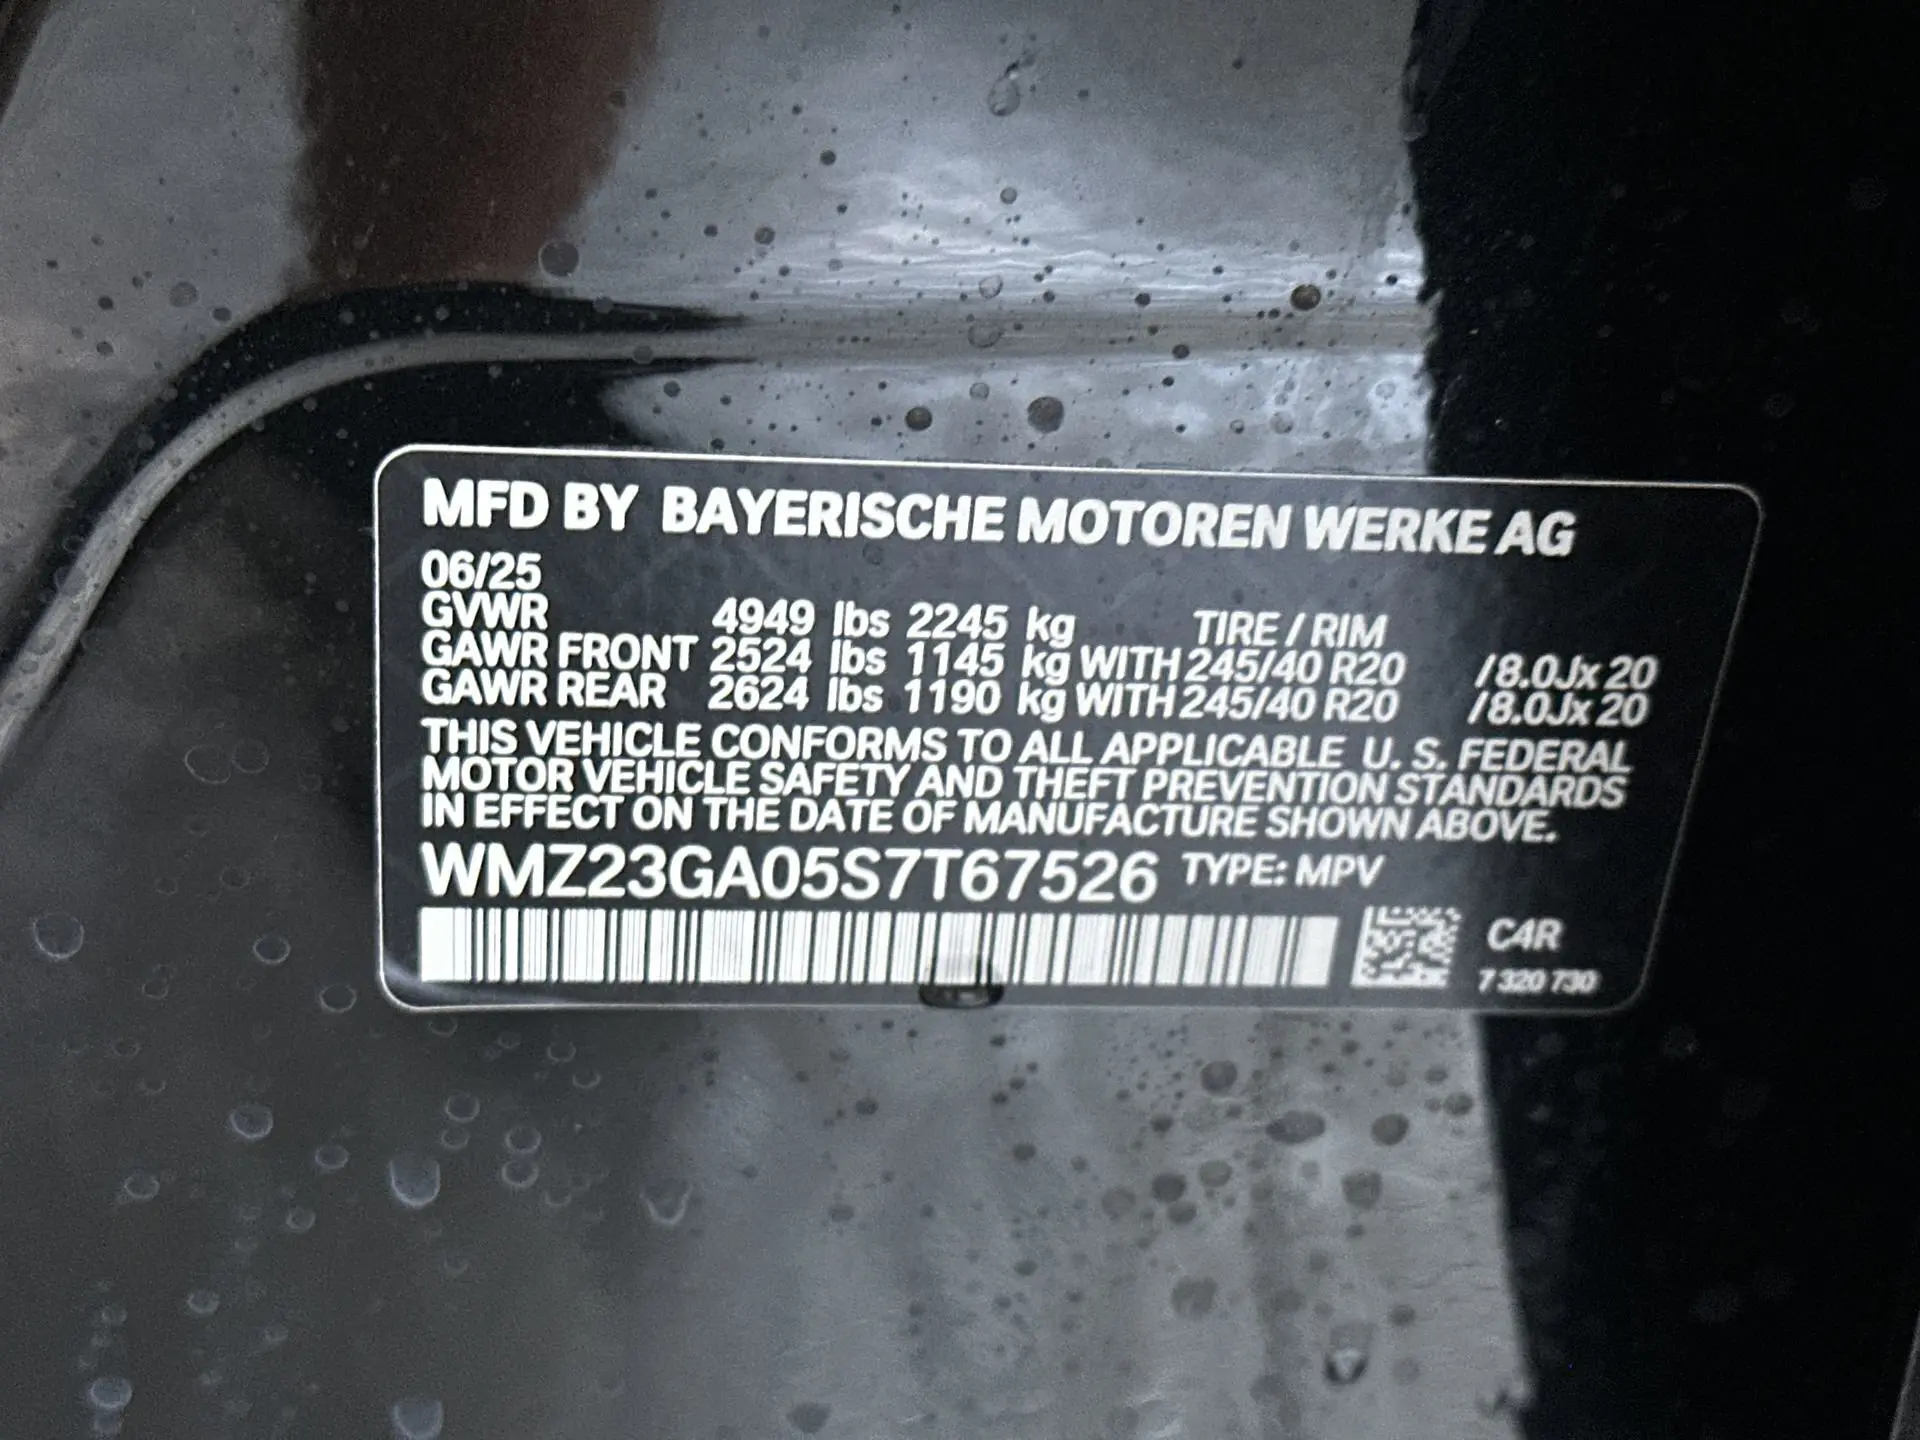 MFD BY BAYERISCHE MOTOREN WERKE AG
06/25
GVWR 4949 lbs 2245 kg TIRE / RIM
GAWR FRONT 2524 lbs 1145 kg WITH 245/40 R20 /8.0Jx 20
GAWR REAR 2624 lbs 1190 kg WITH 245/40 R20 /8.0Jx 20
THIS VEHICLE CONFORMS TO ALL APPLICABLE U. S. FEDERAL
MOTOR VEHICLE SAFETY AND THEFT PREVENTION STANDARDS
IN EFFECT ON THE DATE OF MANUFACTURE SHOWN ABOVE.
WMZ23GA05S7T67526 TYPE: MPV
C4R
7 320 730